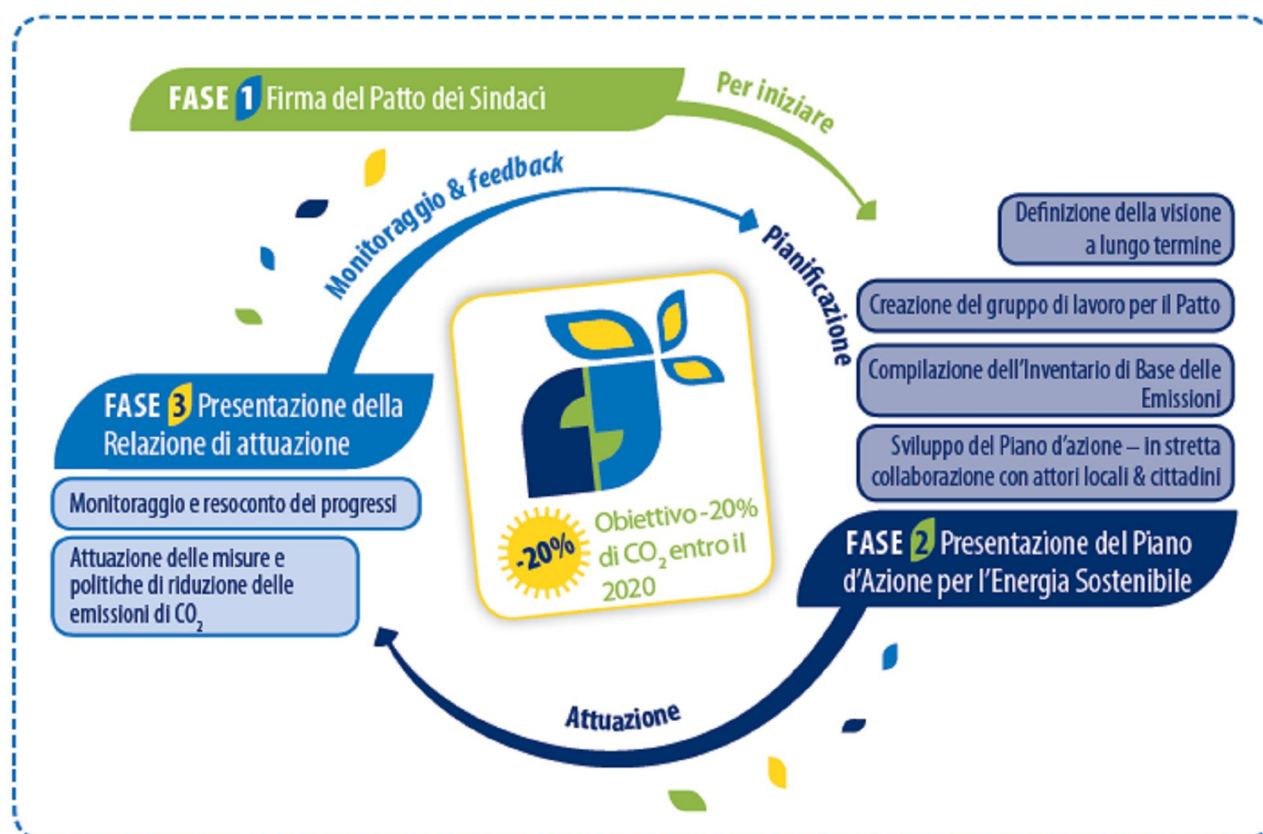 FASE 1 Firma del Patto dei Sindaci
Per iniziare
Monitoraggio & feedback
Pianificazione
Definizione della visione
a lungo termine
Creazione del gruppo di lavoro per il Patto
Compilazione dell'Inventario di Base delle
Emissioni
Sviluppo del Piano d'azione – in stretta
collaborazione con attori locali & cittadini
FASE 2 Presentazione del Piano
d'Azione per l'Energia Sostenibile
FASE 3 Presentazione della
Relazione di attuazione
Monitoraggio e resoconto dei progressi
Attuazione delle misure e
politiche di riduzione delle
emissioni di CO₂
-20%
Obiettivo -20%
di CO₂ entro il
2020
Attuazione